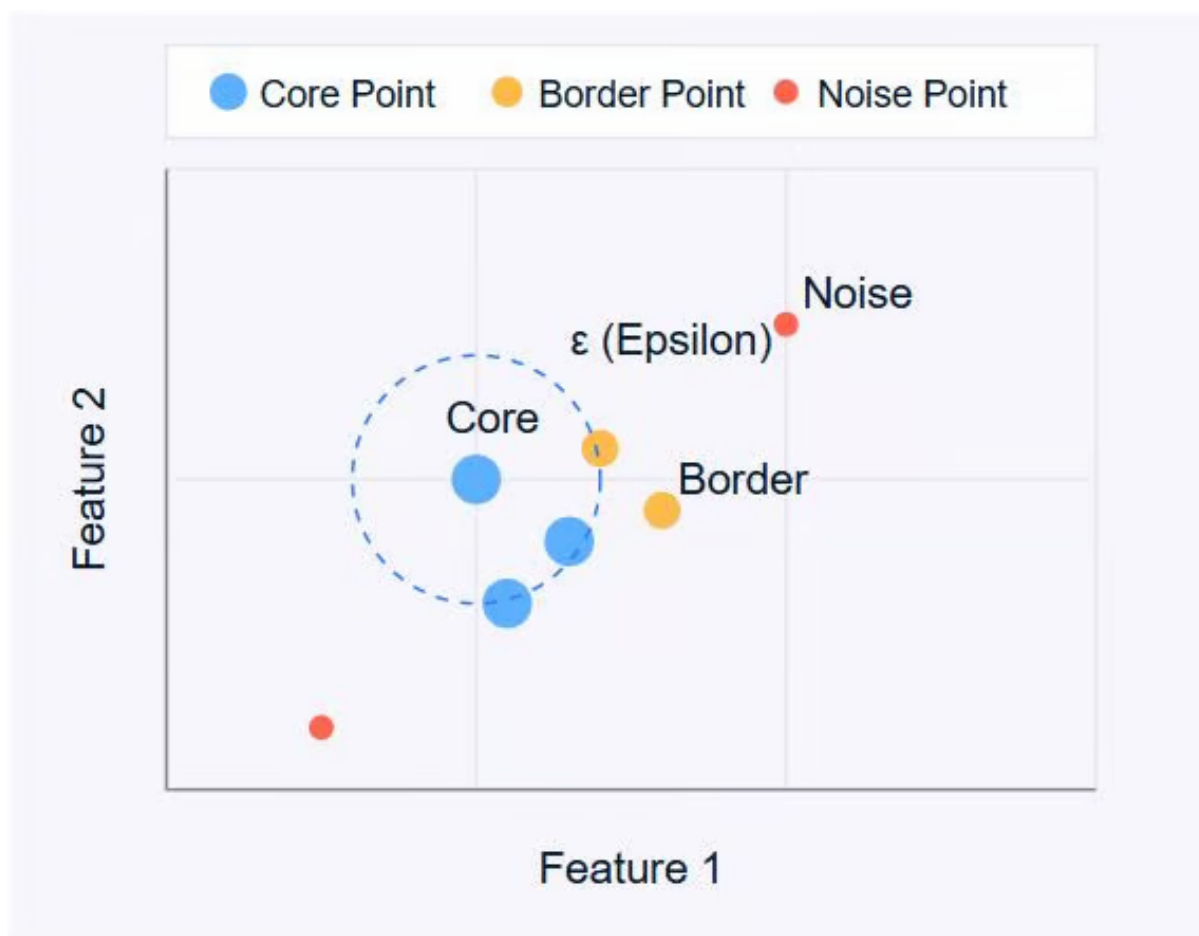 Core Point Border Point Noise Point
Noise
ε (Epsilon)
Core
Border
Feature 2
Feature 1